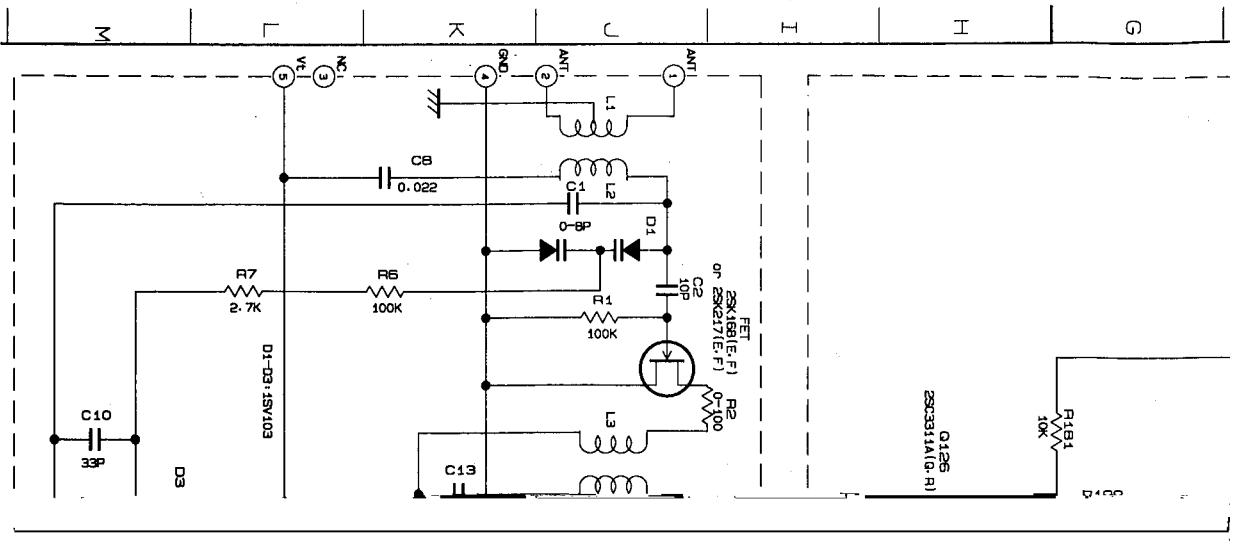 M
L
K
J
I
H
G
Vt
NC
GND
ANT
ANT
5
3
4
2
1
L1
C8
0.022
C1
L2
0-8P
D1
R7
2.7K
R6
100K
R1
100K
C2
10P
FET
2SK168(E.F)
or 2SK217(E.F)
D1-D3:1SV103
R2
0-100
L3
C10
33P
D3
C13
Q126
2SC3311A(Q.R)
R181
10K